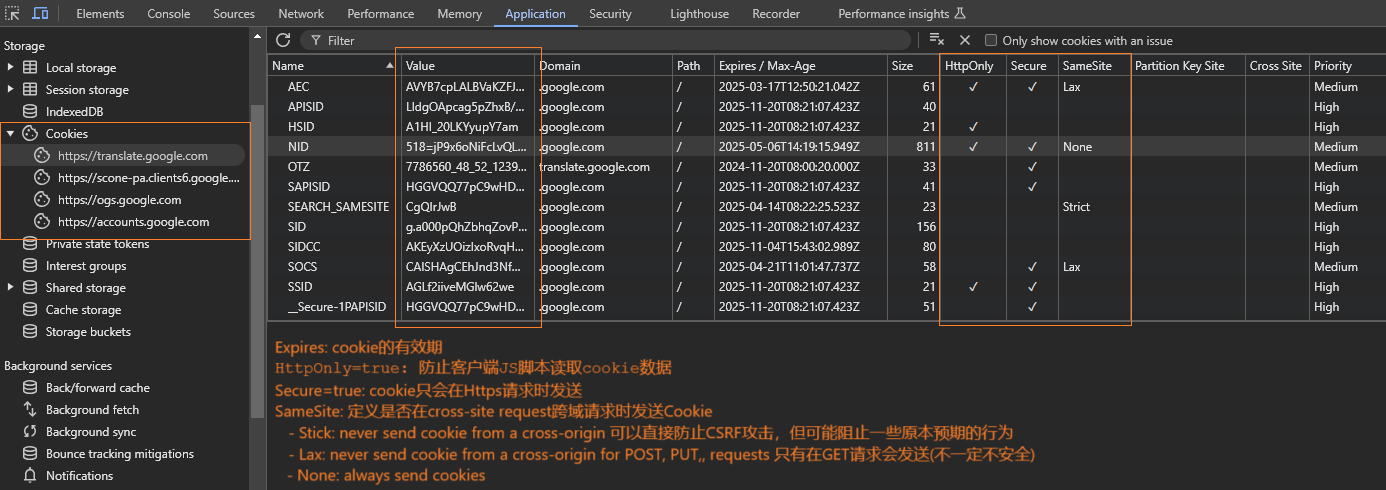 Elements Console Sources Network Performance Memory Application Security Lighthouse Recorder Performance insights
Storage
Local storage
Session storage
IndexedDB
Cookies
https://translate.google.com
https://scone-pa.clients6.google....
https://ogs.google.com
https://accounts.google.com
Private state tokens
Interest groups
Shared storage
Cache storage
Storage buckets
Background services
Back/forward cache
Background fetch
Background sync
Bounce tracking mitigations
Notifications
Filter Only show cookies with an issue
Name Value Domain Path Expires / Max-Age Size HttpOnly Secure SameSite Partition Key Site Cross Site Priority
AEC AVYB7cpLALBVaKZFJ... .google.com / 2025-03-17T12:50:21.042Z 61 ✓ ✓ Lax Medium
APISID LIdgOApcag5pZhxB/... .google.com / 2025-11-20T08:21:07.423Z 40 High
HSID A1HI_20LKYyupY7am .google.com / 2025-11-20T08:21:07.423Z 21 ✓ High
NID 518=jP9x6oNiFcLvQL... .google.com / 2025-05-06T14:19:15.949Z 811 ✓ ✓ None Medium
OTZ 7786560_48_52_1239... translate.google.com / 2024-11-20T08:00:20.000Z 33 ✓ Medium
SAPISID HGGVQQ77pC9wHD... .google.com / 2025-11-20T08:21:07.423Z 41 ✓ High
SEARCH_SAMESITE CgQIrJwB .google.com / 2025-04-14T08:22:25.523Z 23 Strict Medium
SID g.a000pQhZbhqZovP... .google.com / 2025-11-20T08:21:07.423Z 156 High
SIDCC AKEyXzUOizIxoRvqH... .google.com / 2025-11-04T15:43:02.989Z 80 High
SOCS CAISHAgCEhJnd3Nf... .google.com / 2025-04-21T11:01:47.737Z 58 ✓ Lax Medium
SSID AGLf2iiveMGlw62we .google.com / 2025-11-20T08:21:07.423Z 21 ✓ ✓ High
__Secure-1PAPISID HGGVQQ77pC9wHD... .google.com / 2025-11-20T08:21:07.423Z 51 ✓ High
Expires: cookie的有效期
HttpOnly=true: 防止客户端JS脚本读取cookie数据
Secure=true: cookie只会在Https请求时发送
SameSite: 定义是否在cross-site request跨域请求时发送Cookie
- Stick: never send cookie from a cross-origin 可以直接防止CSRF攻击，但可能阻止一些原本预期的行为
- Lax: never send cookie from a cross-origin for POST, PUT,, requests 只有在GET请求会发送(不一定不安全)
- None: always send cookies